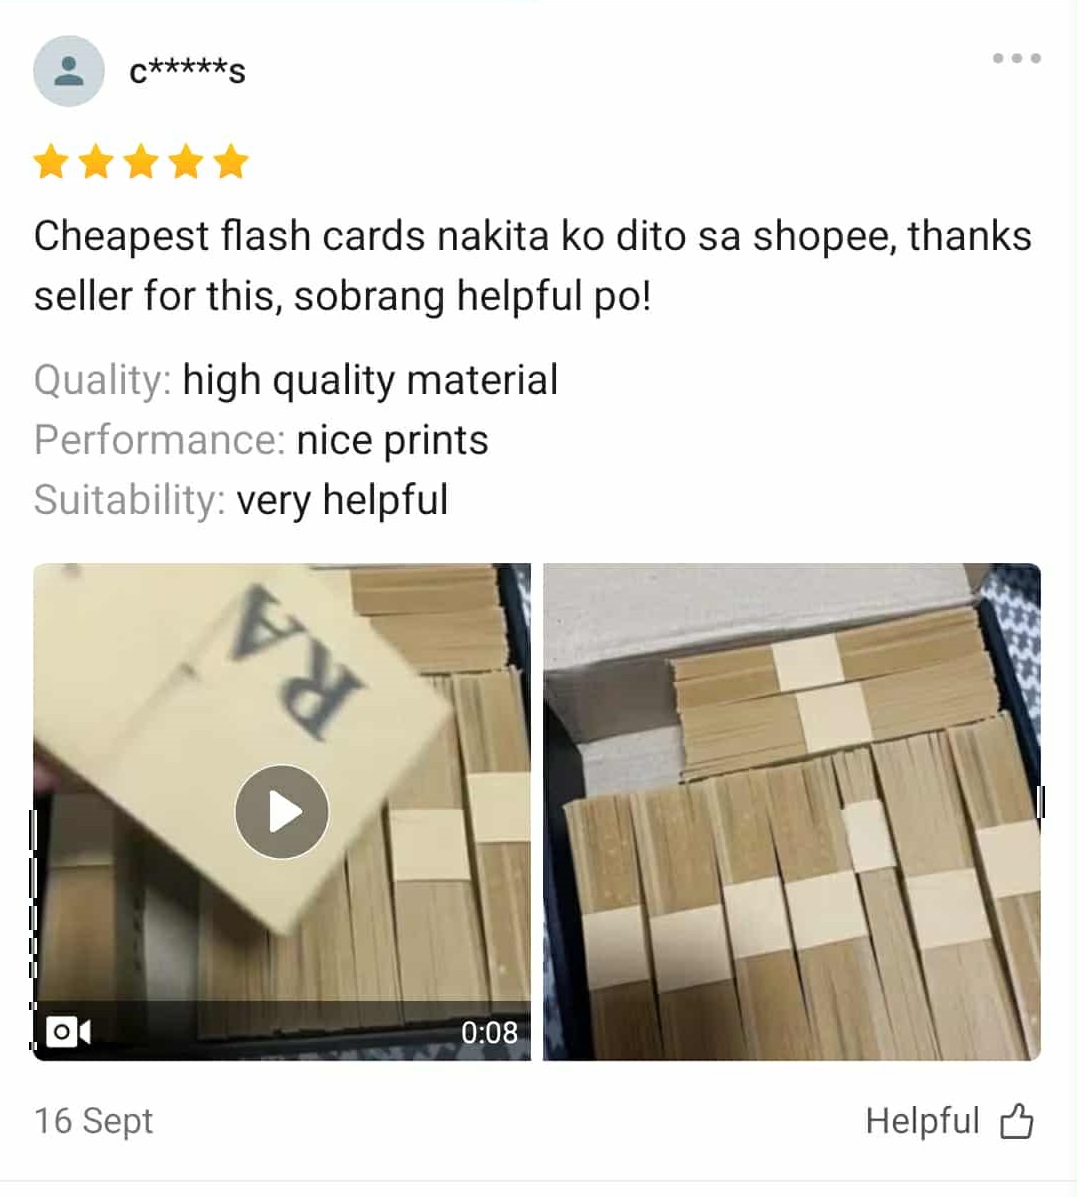 c*****s
Cheapest flash cards nakita ko dito sa shopee, thanks
seller for this, sobrang helpful po!
Quality: high quality material
Performance: nice prints
Suitability: very helpful
RA
0:08
16 Sept
Helpful